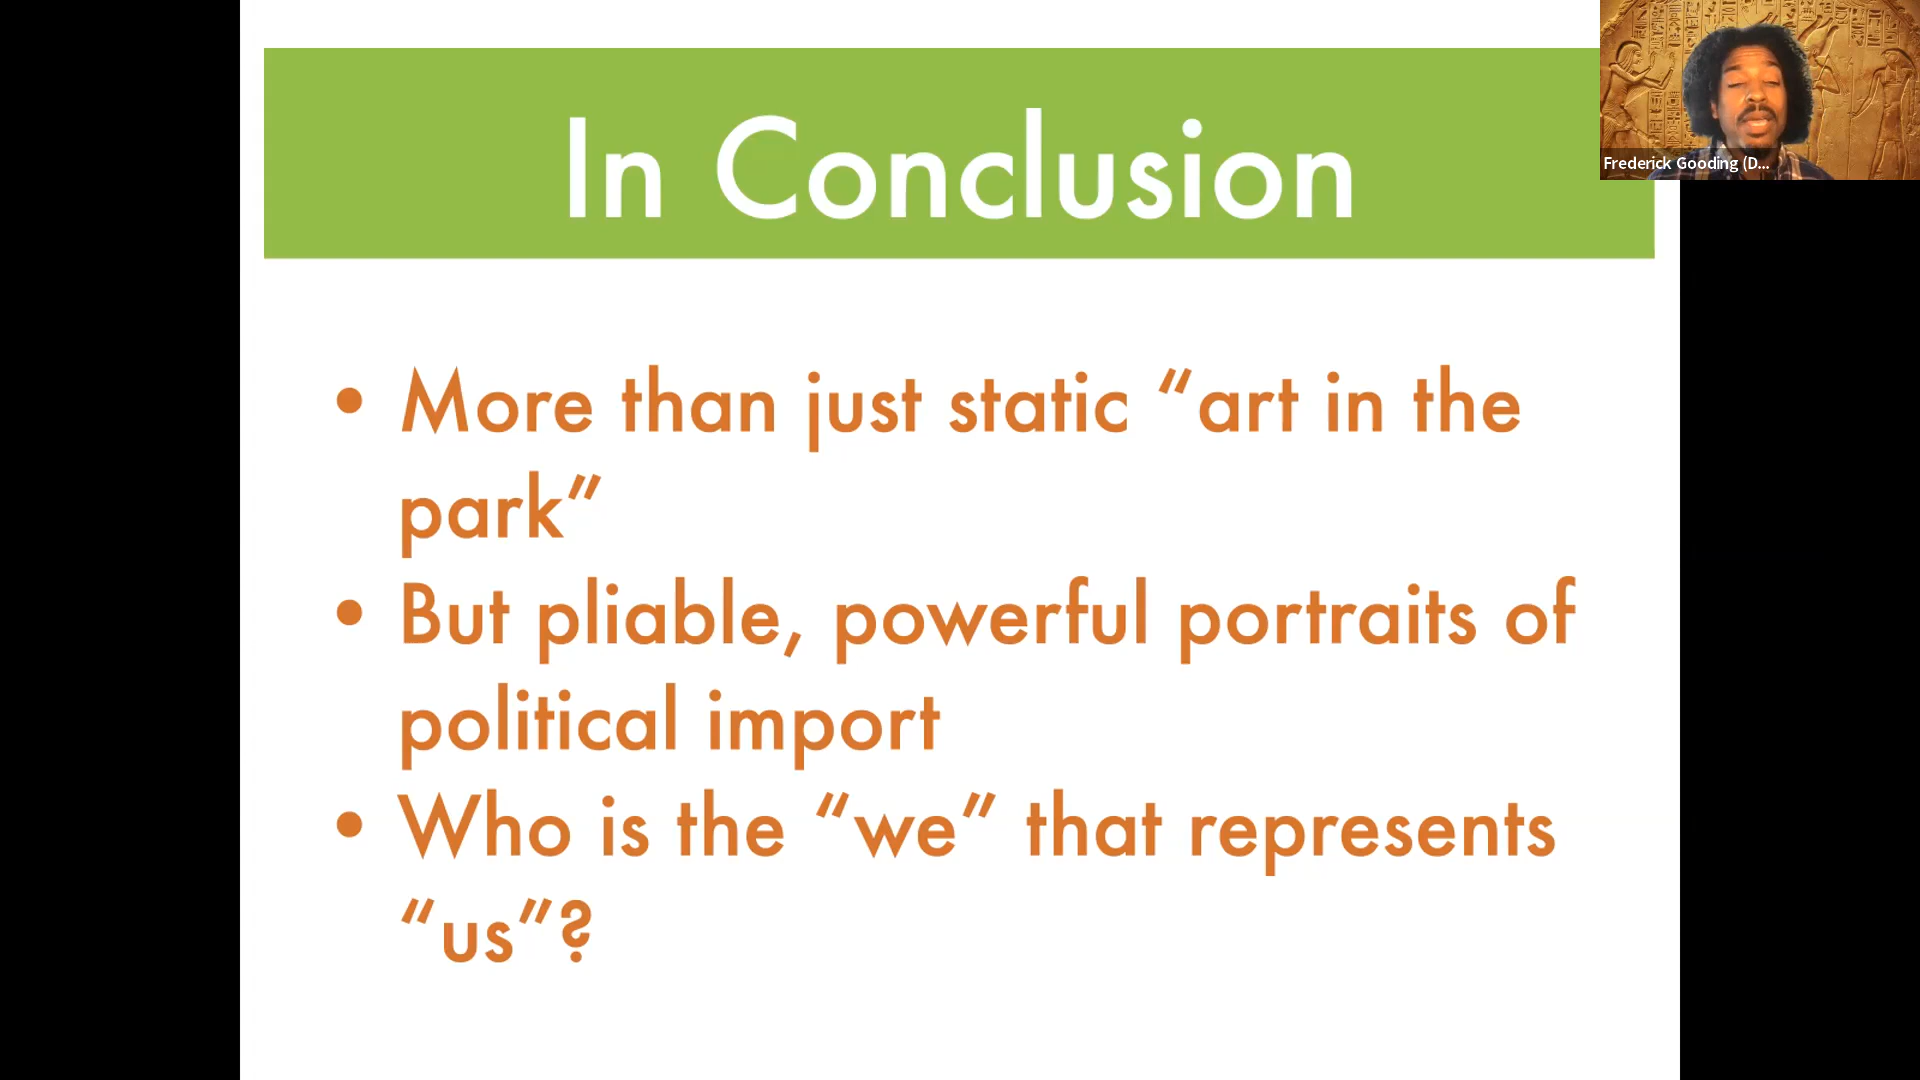 In Conclusion
Frederick Gooding (D...
• More than just static “art in the
park”
• But pliable, powerful portraits of
political import
• Who is the “we” that represents
“us”?